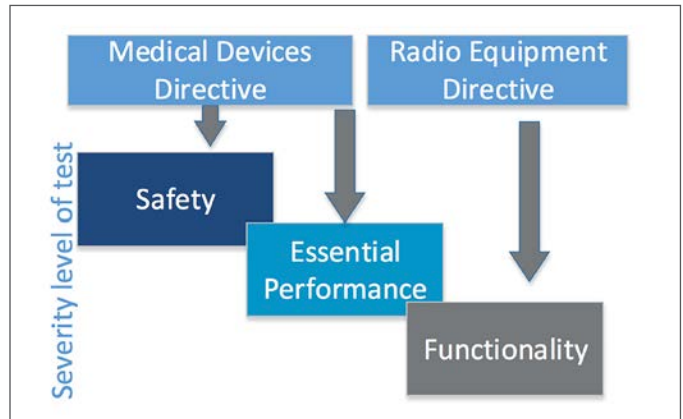 Medical Devices
Directive
Radio Equipment
Directive
Severity level of test
Safety
Essential
Performance
Functionality